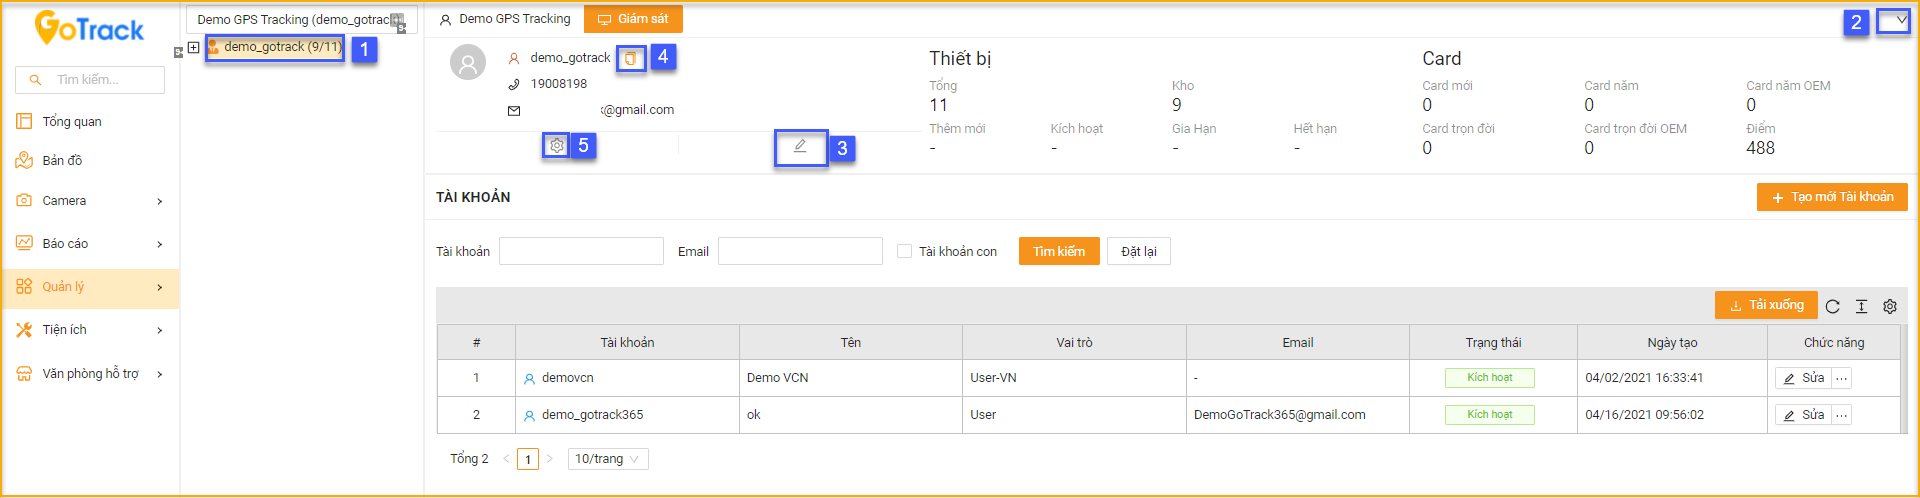 GoTrack
Tìm kiếm...
Tổng quan
Bản đồ
Camera
Báo cáo
Quản lý
Tiện ích
Văn phòng hỗ trợ
Demo GPS Tracking (demo_gotrack
demo_gotrack (9/11)
1
Demo GPS Tracking
Giám sát
2
demo_gotrack
4
19008198
@gmail.com
5
3
Thiết bị
Tổng
Kho
11
9
Thêm mới
Kích hoạt
Gia Hạn
Hết hạn
-
-
-
-
Card
Card mới
Card năm
Card năm OEM
0
0
0
Card trọn đời
Card trọn đời OEM
Điểm
0
0
488
TÀI KHOẢN
+ Tạo mới Tài khoản
Tài khoản
Email
Tài khoản con
Tìm kiếm
Đặt lại
Tải xuống
# Tài khoản Tên Vai trò Email Trạng thái Ngày tạo Chức năng
1 demovcn Demo VCN User-VN - Kích hoạt 04/02/2021 16:33:41 Sửa ...
2 demo_gotrack365 ok User DemoGoTrack365@gmail.com Kích hoạt 04/16/2021 09:56:02 Sửa ...
Tổng 2 < 1 > 10/trang